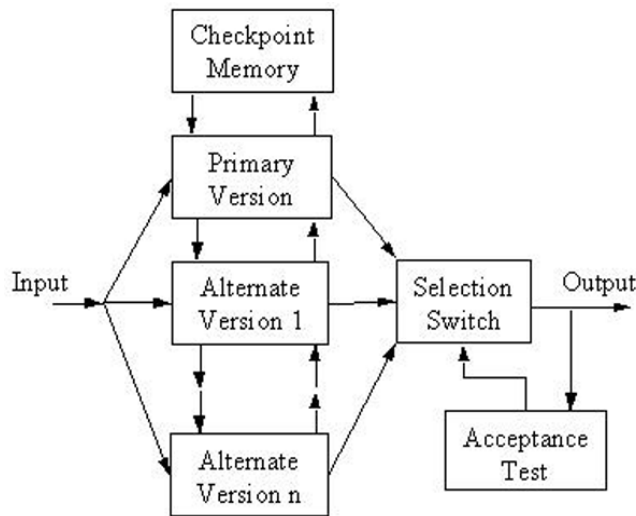 Checkpoint
Memory
Primary
Version
Input
Alternate
Version 1
Selection
Switch
Output
Alternate
Version n
Acceptance
Test